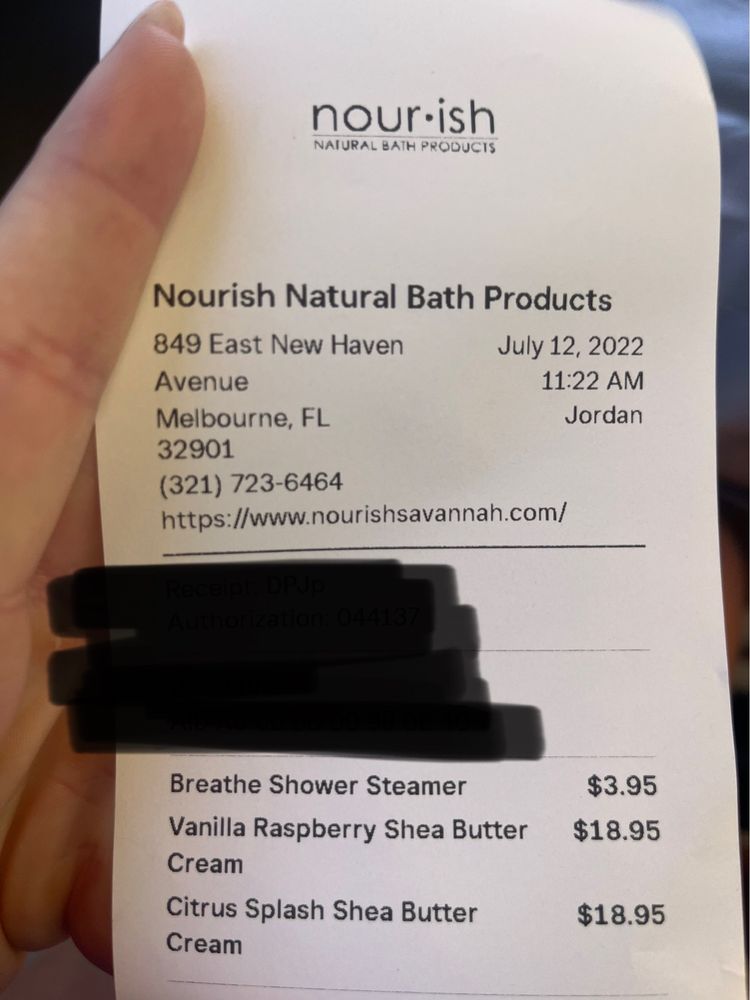 nour·ish
NATURAL BATH PRODUCTS
Nourish Natural Bath Products
849 East New Haven July 12, 2022
Avenue 11:22 AM
Melbourne, FL Jordan
32901
(321) 723-6464
https://www.nourishsavannah.com/
Breathe Shower Steamer $3.95
Vanilla Raspberry Shea Butter $18.95
Cream
Citrus Splash Shea Butter $18.95
Cream